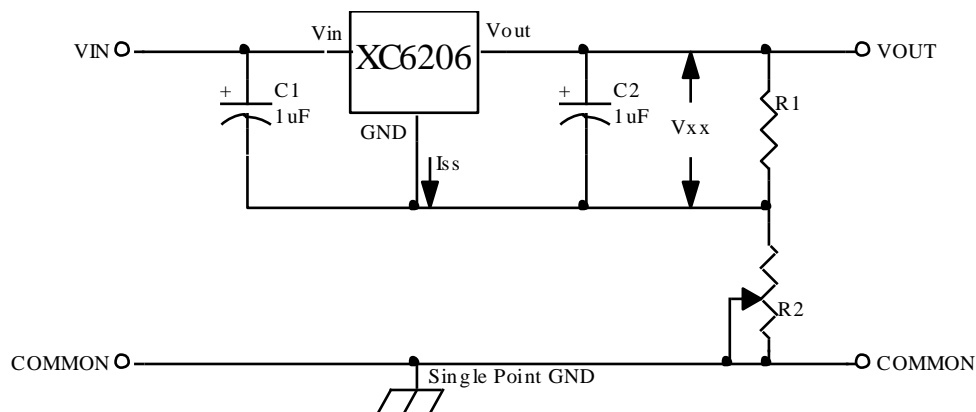 VIN
Vin
XC6206
Vout
VOUT
+
C1
1uF
GND
Iss
+
C2
1uF
Vxx
R1
R2
COMMON
Single Point GND
COMMON